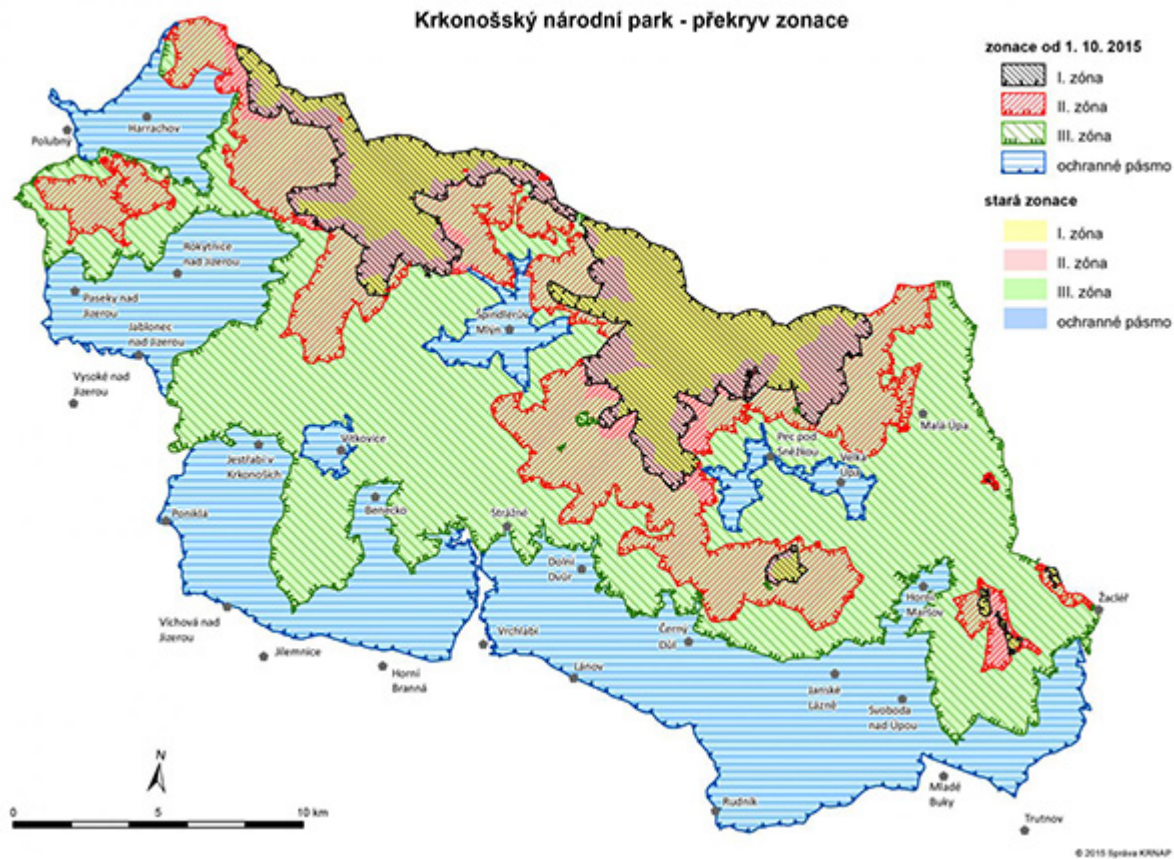 Krkonošský národní park - překryv zonace
zonace od 1. 10. 2015
I. zóna
II. zóna
III. zóna
ochranné pásmo
stará zonace
I. zóna
II. zóna
III. zóna
ochranné pásmo
Harrachov
Polubný
Rokytnice
nad Jizerou
Paseky nad
Jizerou
Jablonec
nad Jizerou
Vysoké nad
Jizerou
Špindlerův
Mlýn
Malá Úpa
Pec pod
Sněžkou
Velká
Úpa
Vítkovice
Jestřabí v
Krkonoších
Benecko
Strážné
Poniklá
Dolní
Dvůr
Horní
Maršov
Žacléř
Víchová nad
Jizerou
Jilemnice
Vrchlabí
Černý
Důl
Horní
Branná
Lánov
Janské
Lázně
Svoboda
nad Úpou
Mladé
Buky
Rudník
Trutnov
N
0 5 10 km
© 2015 Správa KRNAP